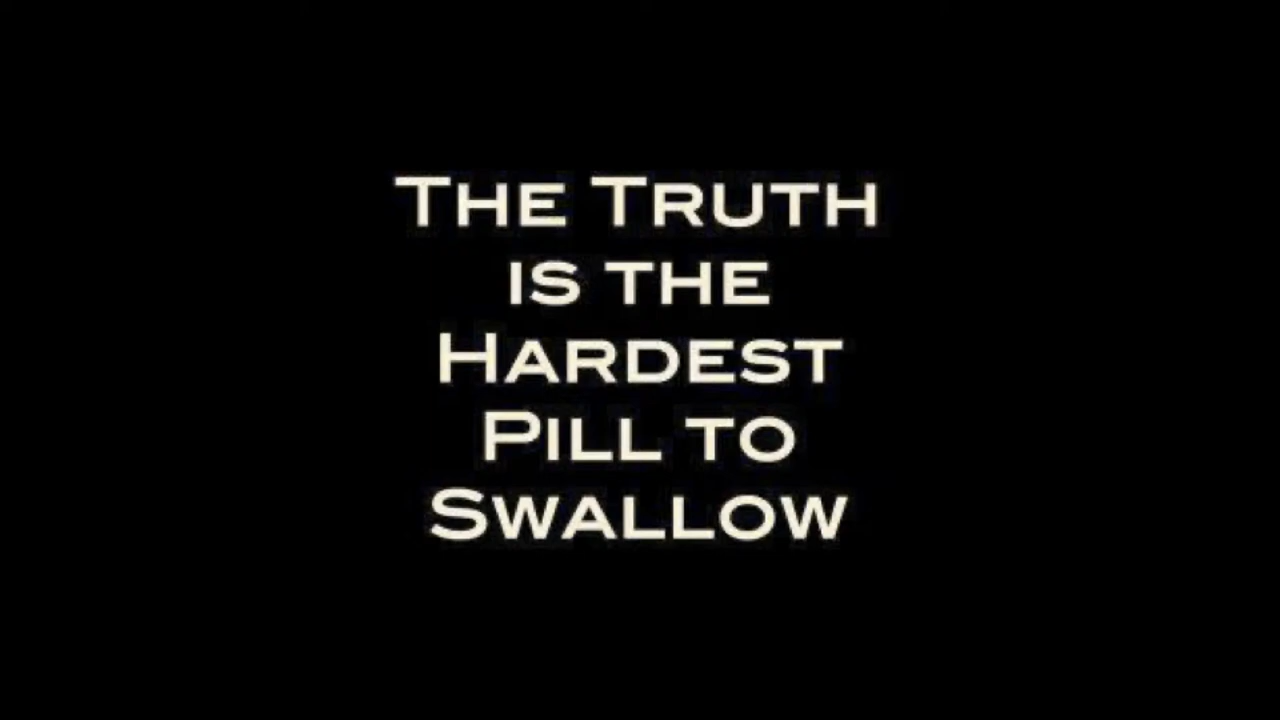 The Truth
is the
Hardest
Pill to
Swallow